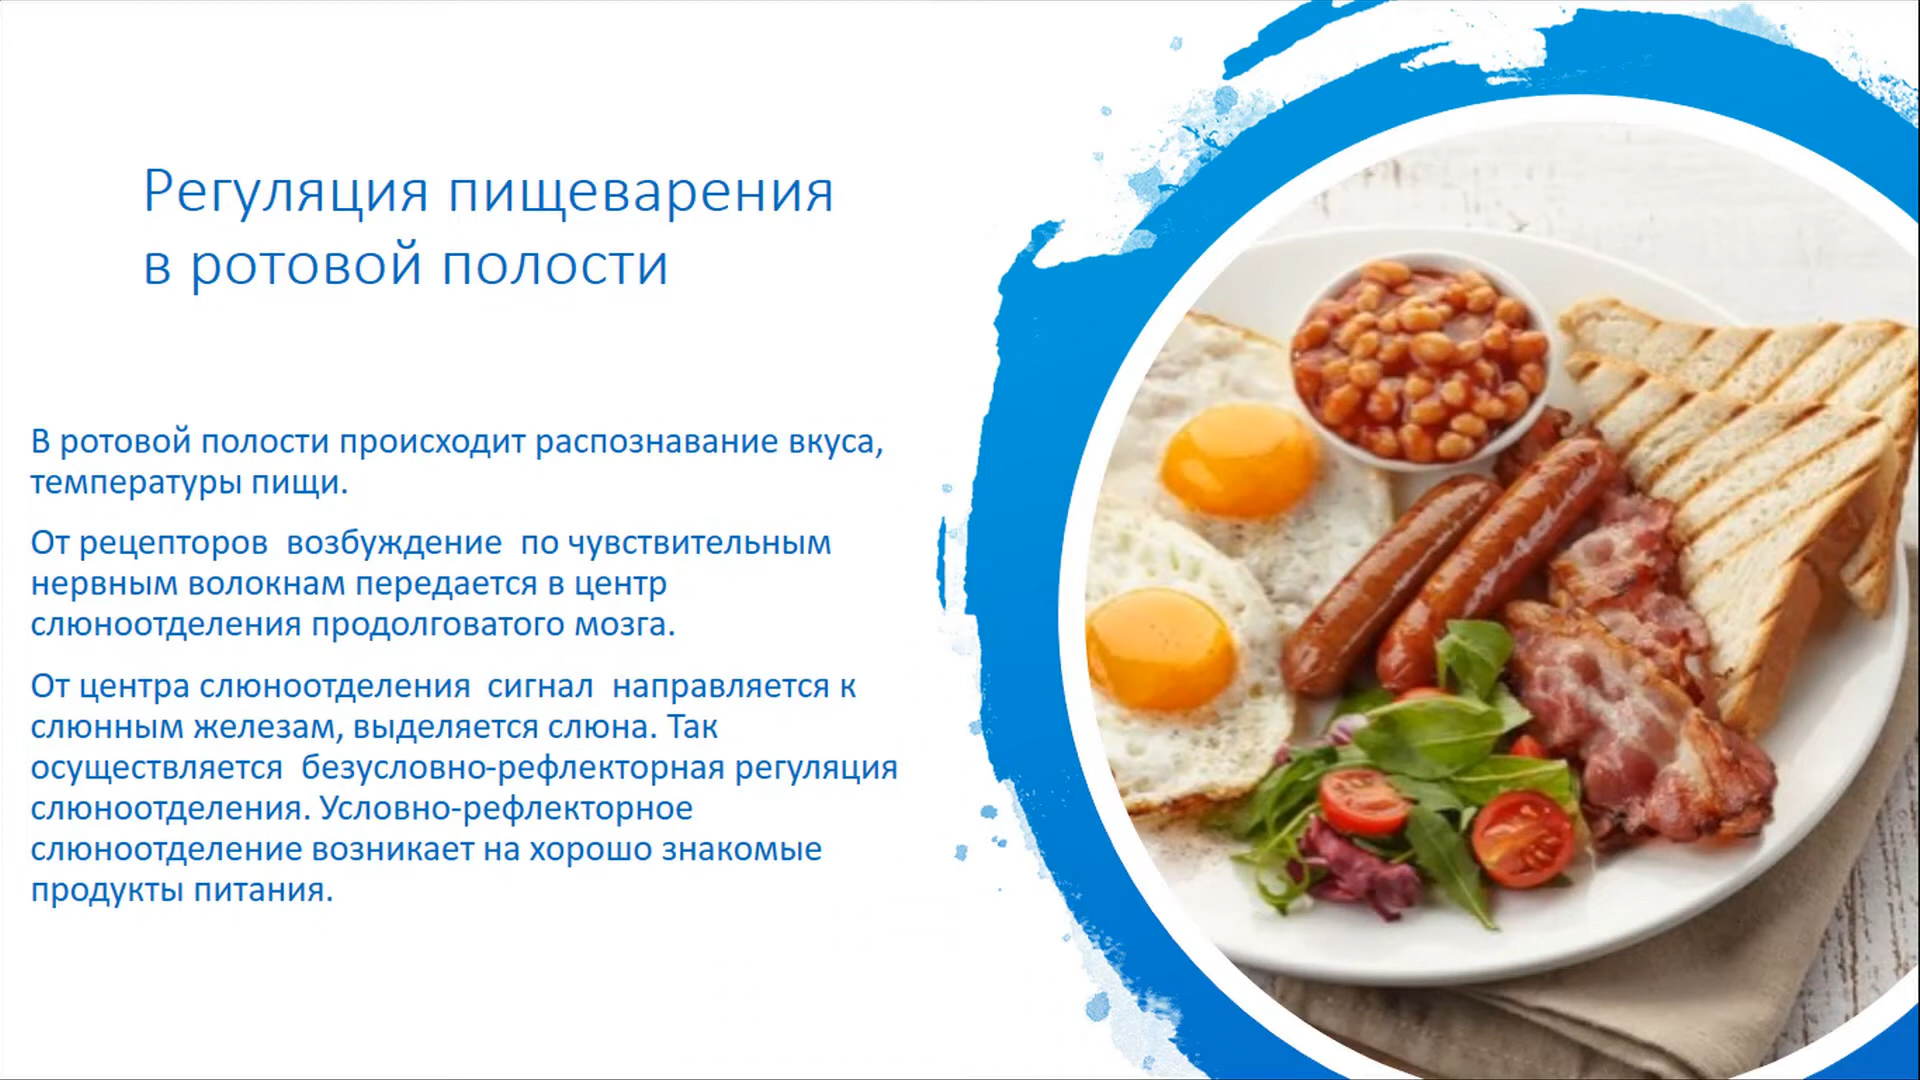 Регуляция пищеварения
в ротовой полости
В ротовой полости происходит распознавание вкуса,
температуры пищи.
От рецепторов  возбуждение  по чувствительным
нервным волокнам передается в центр
слюноотделения продолговатого мозга.
От центра слюноотделения  сигнал  направляется к
слюнным железам, выделяется слюна. Так
осуществляется  безусловно-рефлекторная регуляция
слюноотделения. Условно-рефлекторное
слюноотделение возникает на хорошо знакомые
продукты питания.